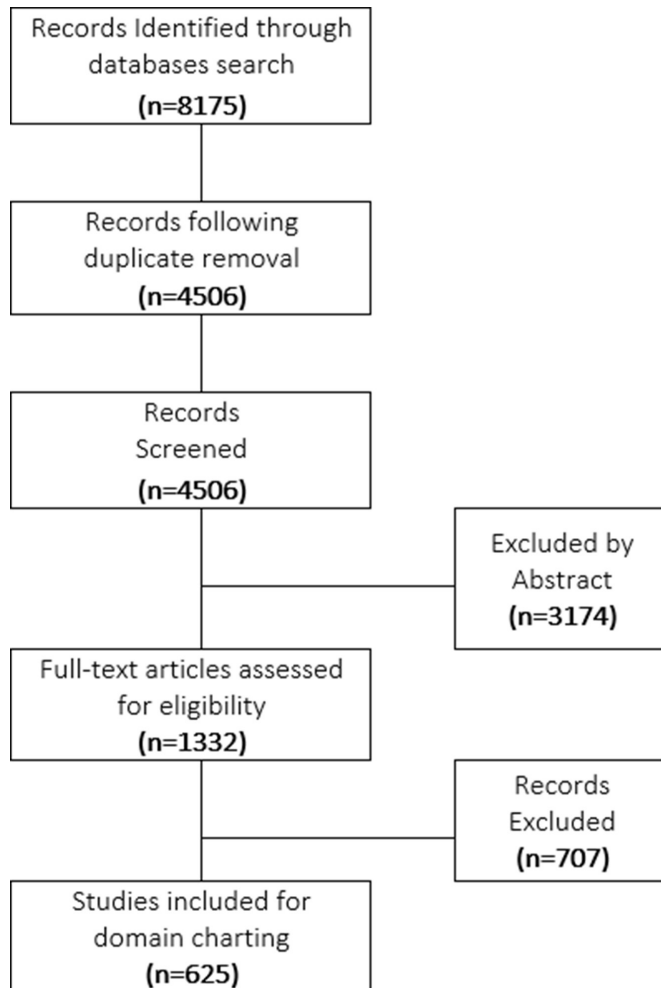 Records Identified through
databases search
(n=8175)
Records following
duplicate removal
(n=4506)
Records
Screened
(n=4506)
Excluded by
Abstract
(n=3174)
Full-text articles assessed
for eligibility
(n=1332)
Records
Excluded
(n=707)
Studies included for
domain charting
(n=625)